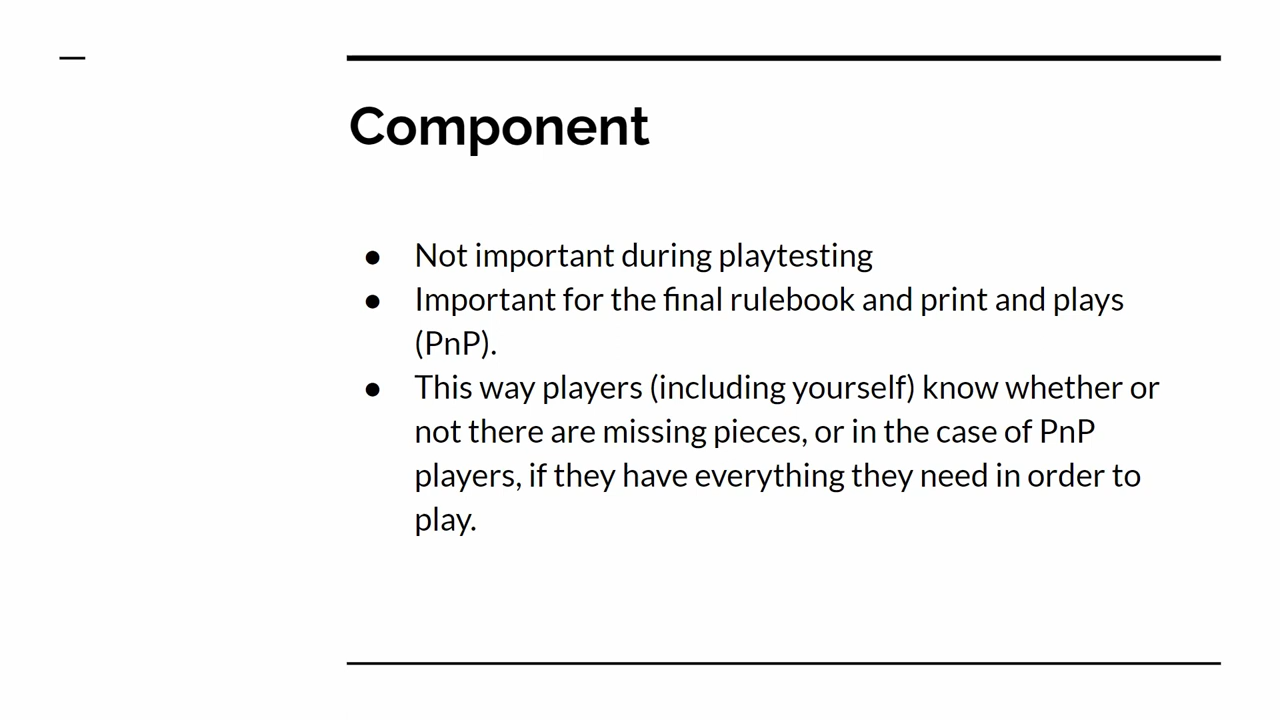 Component
● Not important during playtesting
● Important for the final rulebook and print and plays
(PnP).
● This way players (including yourself) know whether or
not there are missing pieces, or in the case of PnP
players, if they have everything they need in order to
play.